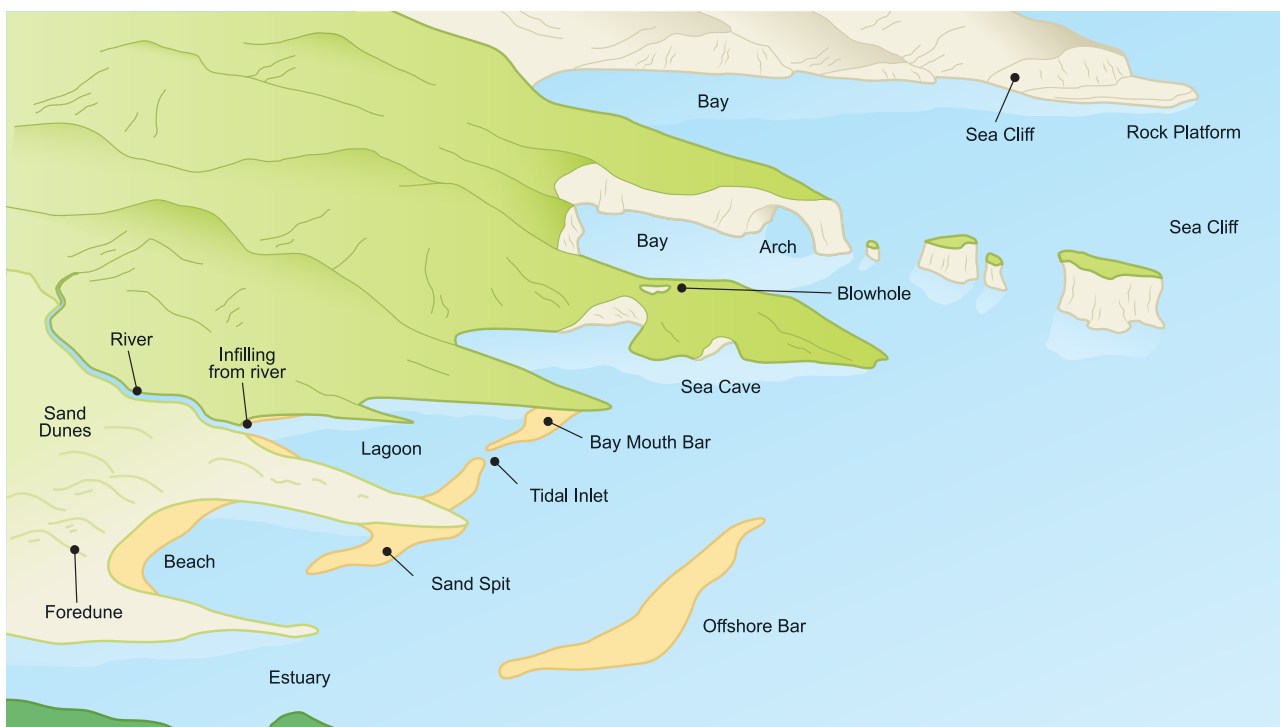 Bay
Sea Cliff
Rock Platform
Bay
Arch
Sea Cliff
Blowhole
River
Infilling
from river
Sea Cave
Sand
Dunes
Lagoon
Bay Mouth Bar
Tidal Inlet
Beach
Sand Spit
Foredune
Offshore Bar
Estuary